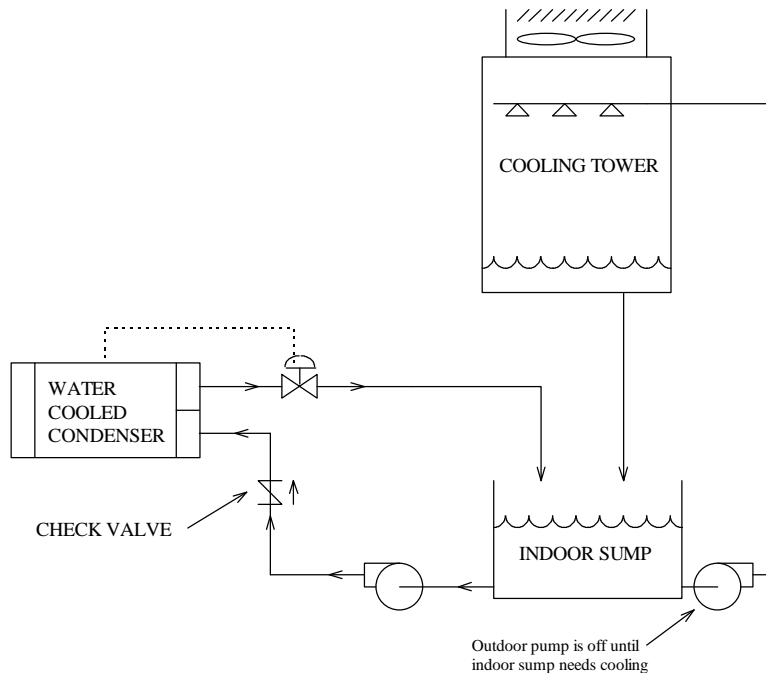 COOLING TOWER
WATER
COOLED
CONDENSER
CHECK VALVE
INDOOR SUMP
Outdoor pump is off until
indoor sump needs cooling